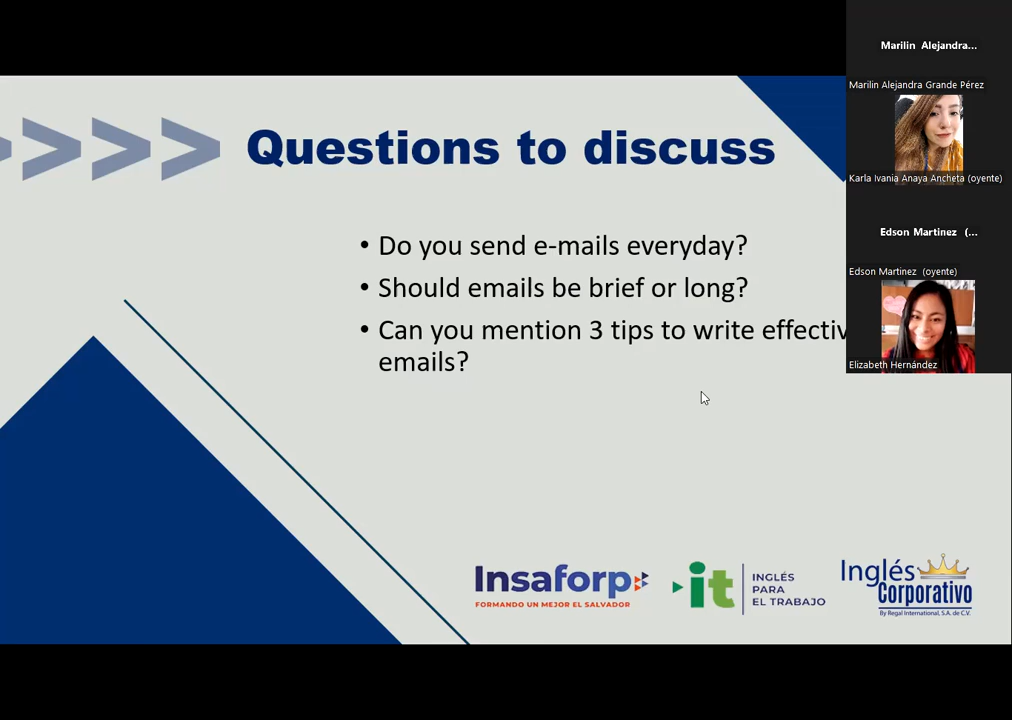 Questions to discuss
• Do you send e-mails everyday?
• Should emails be brief or long?
• Can you mention 3 tips to write effectiv
emails?
Marilin Alejandra...
Marilin Alejandra Grande Pérez
Karla Ivania Anaya Ancheta (oyente)
Edson Martinez (...
Edson Martinez (oyente)
Elizabeth Hernández
Insaforp
FORMANDO UN MEJOR EL SALVADOR
it
INGLÉS
PARA
EL TRABAJO
Inglés
Corporativo
By Regal International, S.A. de C.V.